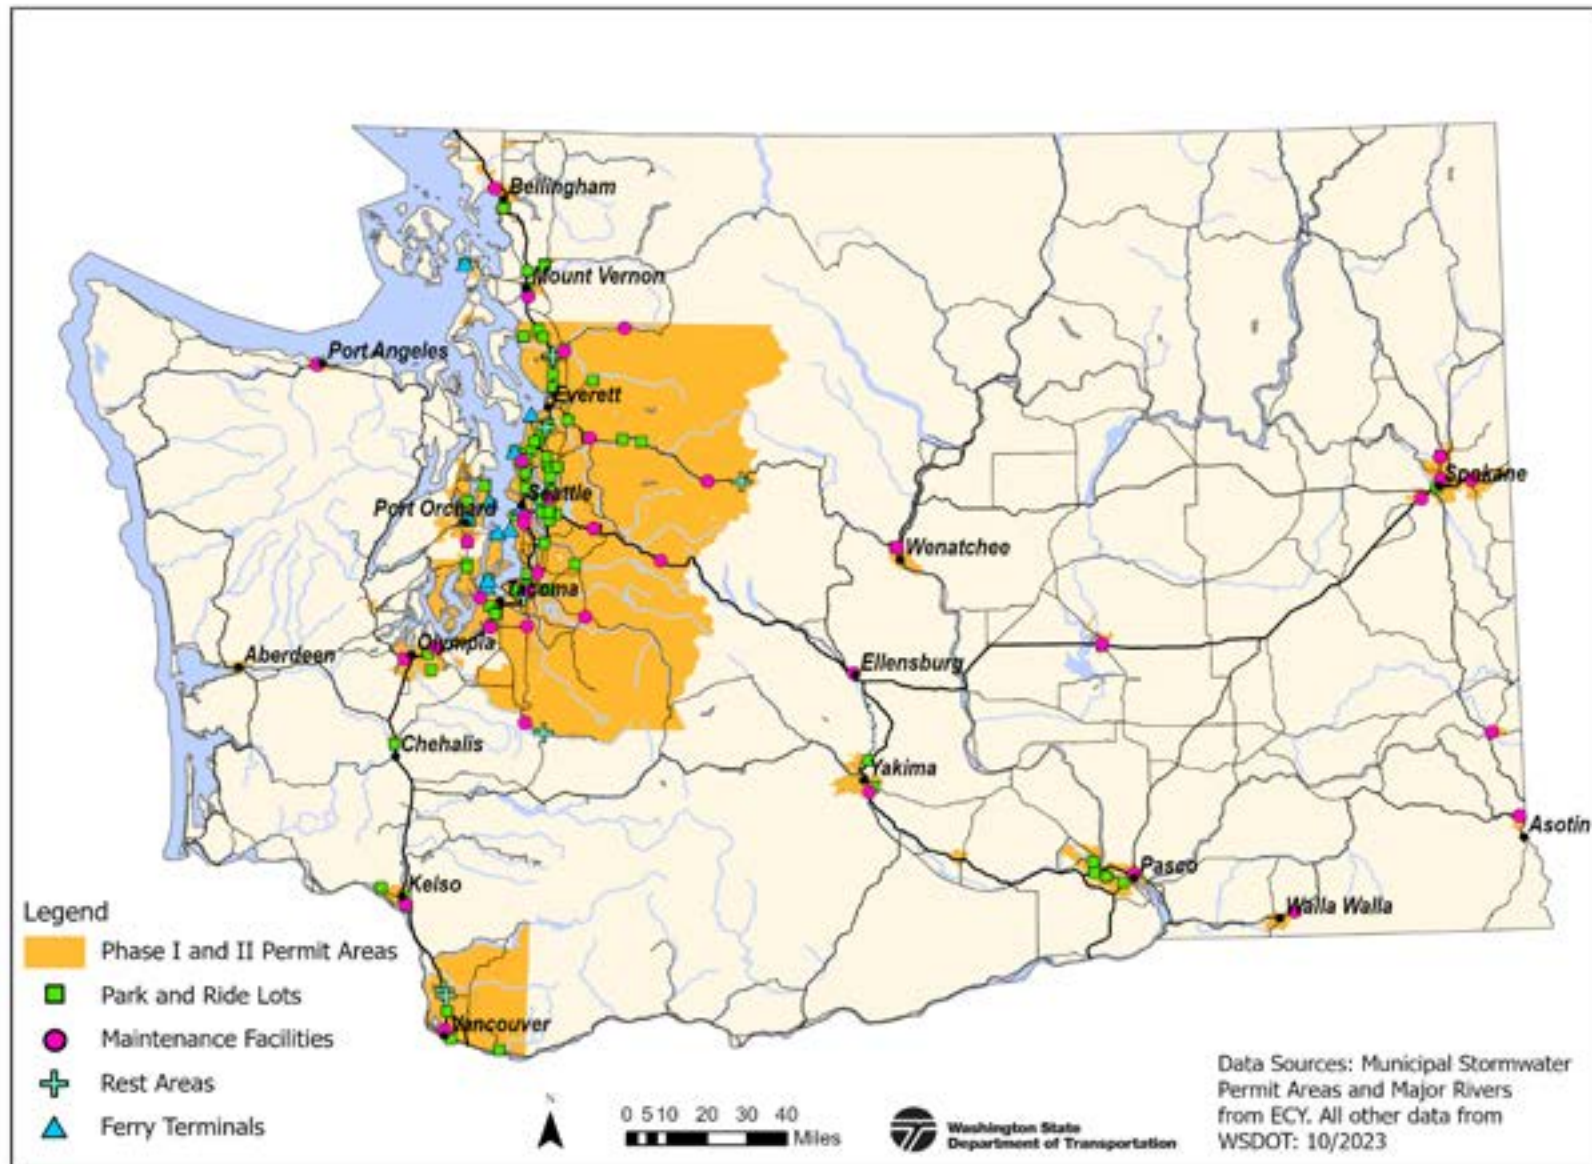 Bellingham
Mount Vernon
Port Angeles
Everett
Seattle
Port Orchard
Spokane
Wenatchee
Tacoma
Olympia
Aberdeen
Ellensburg
Chehalis
Yakima
Asotin
Pasco
Kelso
Walla Walla
Vancouver
Legend
Phase I and II Permit Areas
Park and Ride Lots
Maintenance Facilities
Rest Areas
Ferry Terminals
N
0 5 10 20 30 40
Miles
Washington State
Department of Transportation
Data Sources: Municipal Stormwater
Permit Areas and Major Rivers
from ECY. All other data from
WSDOT: 10/2023